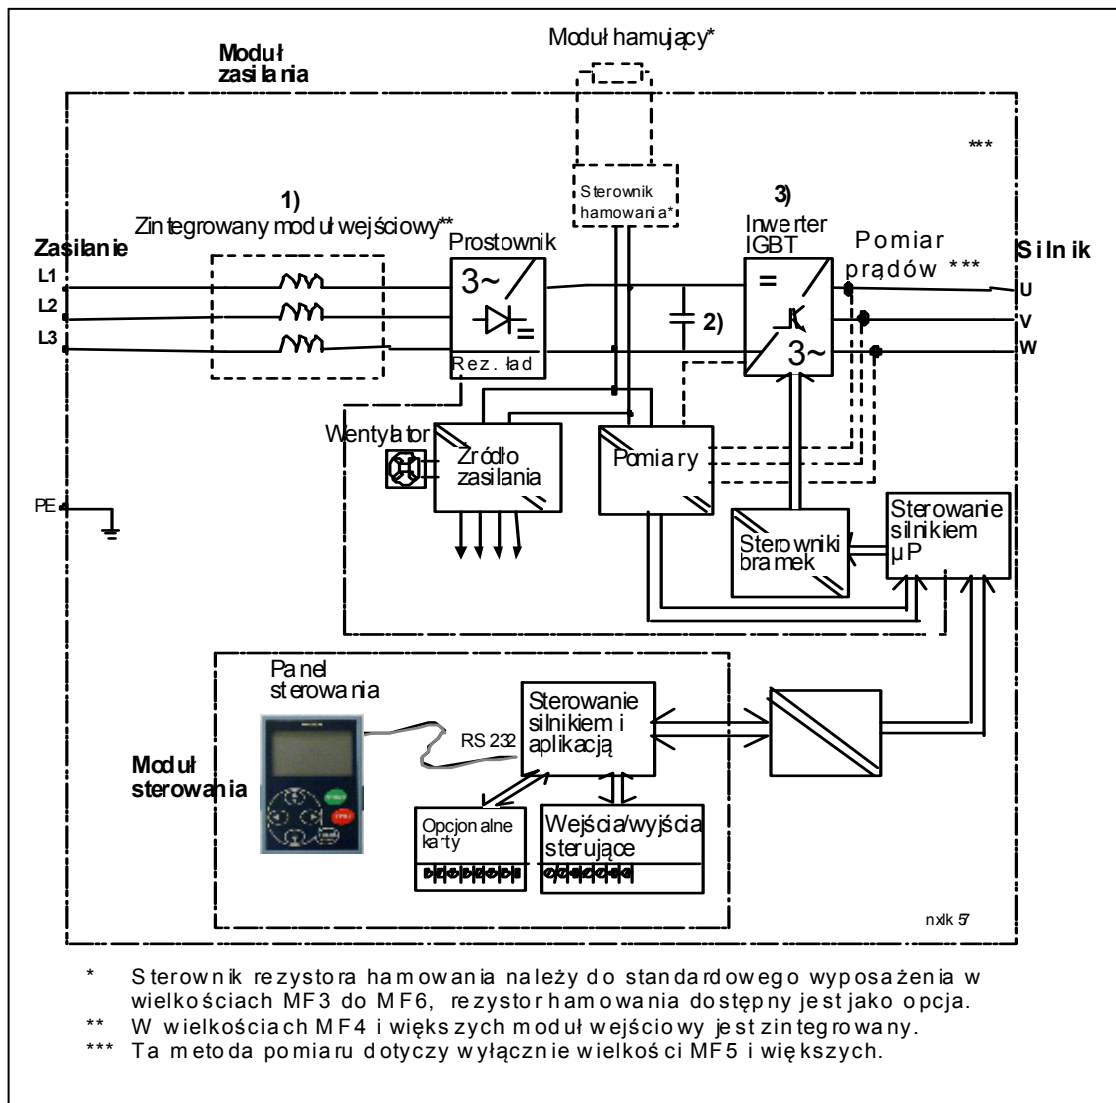 Moduł hamujący*
Moduł
zasilania
***
Sterownik
hamowania*
1)
Zintegrowany moduł wejściowy**
3)
Inwerter
IGBT
Prostownik
Pomiar
prądów ***
Zasilanie
Silnik
L1
L2
L3
3~
=
Rez. ład
2)
=
3~
U
V
W
Wentylator
Źródło
zasilania
Pomiary
PE
Sterowniki
bramek
Sterowanie
silnikiem
µP
Panel
sterowania
RS 232
Sterowanie
silnikiem i
aplikacją
Moduł
sterowania
Opcjonalne
karty
Wejścia/wyjścia
sterujące
nxlk 57
* Sterownik rezystora hamowania należy do standardowego wyposażenia w
wielkościach MF3 do MF6, rezystor hamowania dostępny jest jako opcja.
** W wielkościach MF4 i większych moduł wejściowy jest zintegrowany.
*** Ta metoda pomiaru dotyczy wyłącznie wielkości MF5 i większych.